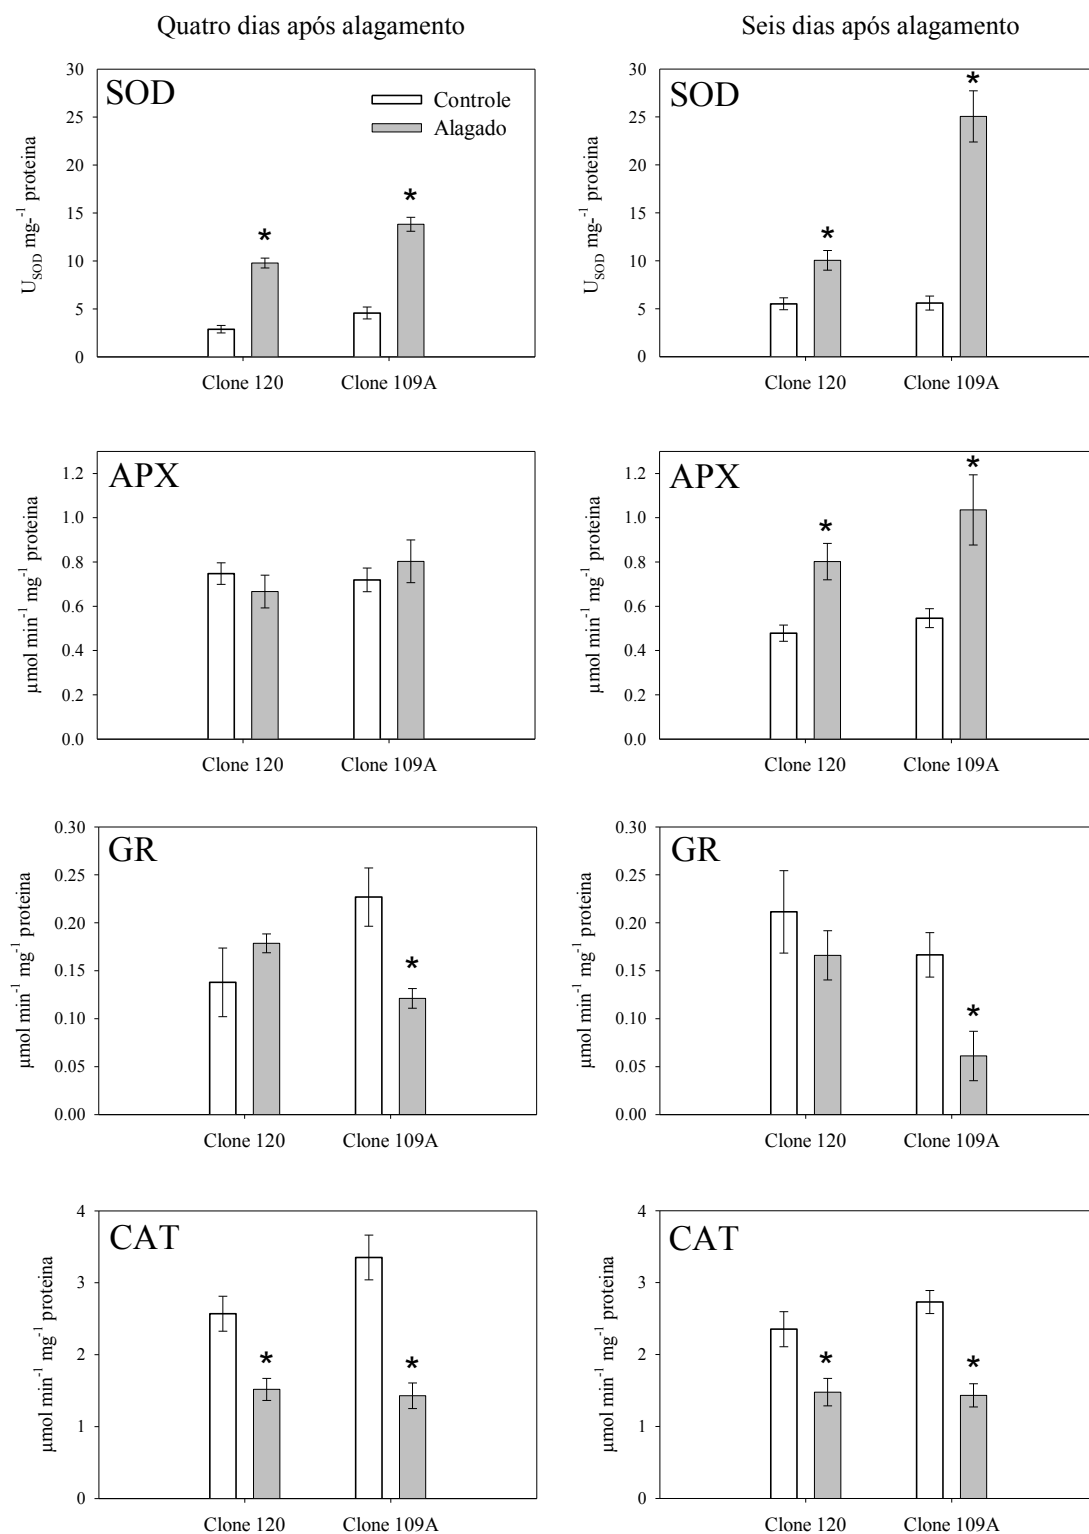 Quatro dias após alagamento
Seis dias após alagamento
SOD
Controle
Alagado
U_SOD mg-⁻¹ proteina
30
25
20
15
10
5
0
Clone 120 Clone 109A
*
*
SOD
U_SOD mg-⁻¹ proteina
30
25
20
15
10
5
0
Clone 120 Clone 109A
*
*
APX
µmol min⁻¹ mg⁻¹ proteina
1.2
1.0
0.8
0.6
0.4
0.2
0.0
Clone 120 Clone 109A
APX
µmol min⁻¹ mg⁻¹ proteina
1.2
1.0
0.8
0.6
0.4
0.2
0.0
Clone 120 Clone 109A
*
*
GR
µmol min⁻¹ mg⁻¹ proteina
0.30
0.25
0.20
0.15
0.10
0.05
0.00
Clone 120 Clone 109A
*
GR
µmol min⁻¹ mg⁻¹ proteina
0.30
0.25
0.20
0.15
0.10
0.05
0.00
Clone 120 Clone 109A
*
CAT
µmol min⁻¹ mg⁻¹ proteina
4
3
2
1
0
Clone 120 Clone 109A
*
*
CAT
µmol min⁻¹ mg⁻¹ proteina
4
3
2
1
0
Clone 120 Clone 109A
*
*